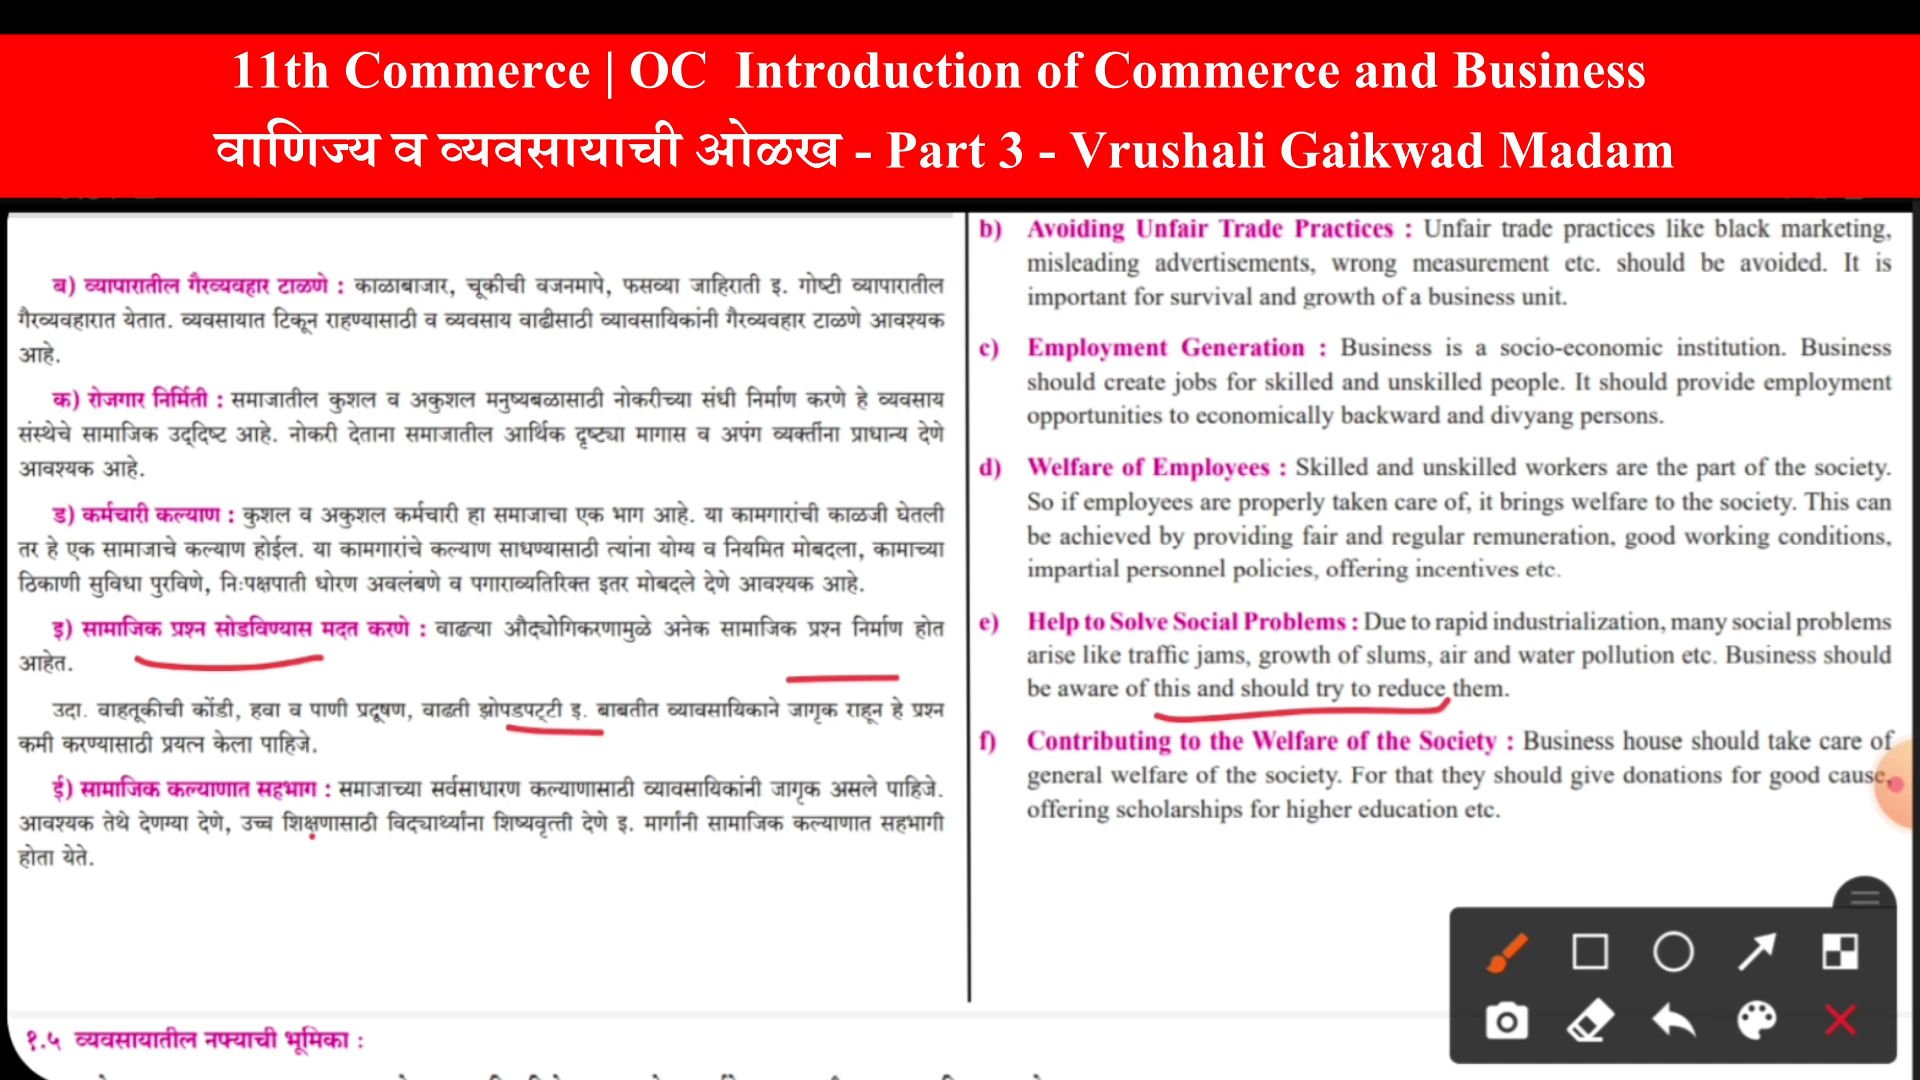 11th Commerce | OC Introduction of Commerce and Business
वाणिज्य व व्यवसायाची ओळख - Part 3 - Vrushali Gaikwad Madam
ब) व्यापारातील गैरव्यवहार टाळणे : काळाबाजार, चूकीची वजनमापे, फसव्या जाहिराती इ. गोष्टी व्यापारातील
गैरव्यवहारात येतात. व्यवसायात टिकून राहण्यासाठी व व्यवसाय वाढीसाठी व्यावसायिकांनी गैरव्यवहार टाळणे आवश्यक
आहे.
क) रोजगार निर्मिती : समाजातील कुशल व अकुशल मनुष्यबळासाठी नोकरीच्या संधी निर्माण करणे हे व्यवसाय
संस्थेचे सामाजिक उद्‌दिष्ट आहे. नोकरी देताना समाजातील आर्थिक दृष्ट्या मागास व अपंग व्यक्तींना प्राधान्य देणे
आवश्यक आहे.
ड) कर्मचारी कल्याण : कुशल व अकुशल कर्मचारी हा समाजाचा एक भाग आहे. या कामगारांची काळजी घेतली
तर हे एक सामाजाचे कल्याण होईल. या कामगारांचे कल्याण साधण्यासाठी त्यांना योग्य व नियमित मोबदला, कामाच्या
ठिकाणी सुविधा पुरविणे, निःपक्षपाती धोरण अवलंबणे व पगाराव्यतिरिक्त इतर मोबदले देणे आवश्यक आहे.
इ) सामाजिक प्रश्न सोडविण्यास मदत करणे : वाढत्या औद्योगिकरणामुळे अनेक सामाजिक प्रश्न निर्माण होत
आहेत.
उदा. वाहतूकीची कोंडी, हवा व पाणी प्रदूषण, वाढती झोपडपट्‌टी इ. बाबतीत व्यावसायिकाने जागृक राहून हे प्रश्न
कमी करण्यासाठी प्रयत्न केला पाहिजे.
ई) सामाजिक कल्याणात सहभाग : समाजाच्या सर्वसाधारण कल्याणासाठी व्यावसायिकांनी जागृक असले पाहिजे.
आवश्यक तेथे देणग्या देणे, उच्च शिक्षणासाठी विद्यार्थ्यांना शिष्यवृत्ती देणे इ. मार्गांनी सामाजिक कल्याणात सहभागी
होता येते.
१.५ व्यवसायातील नफ्याची भूमिका :
b) Avoiding Unfair Trade Practices : Unfair trade practices like black marketing,
misleading advertisements, wrong measurement etc. should be avoided. It is
important for survival and growth of a business unit.
c) Employment Generation : Business is a socio-economic institution. Business
should create jobs for skilled and unskilled people. It should provide employment
opportunities to economically backward and divyang persons.
d) Welfare of Employees : Skilled and unskilled workers are the part of the society.
So if employees are properly taken care of, it brings welfare to the society. This can
be achieved by providing fair and regular remuneration, good working conditions,
impartial personnel policies, offering incentives etc.
e) Help to Solve Social Problems : Due to rapid industrialization, many social problems
arise like traffic jams, growth of slums, air and water pollution etc. Business should
be aware of this and should try to reduce them.
f) Contributing to the Welfare of the Society : Business house should take care of
general welfare of the society. For that they should give donations for good cause,
offering scholarships for higher education etc.